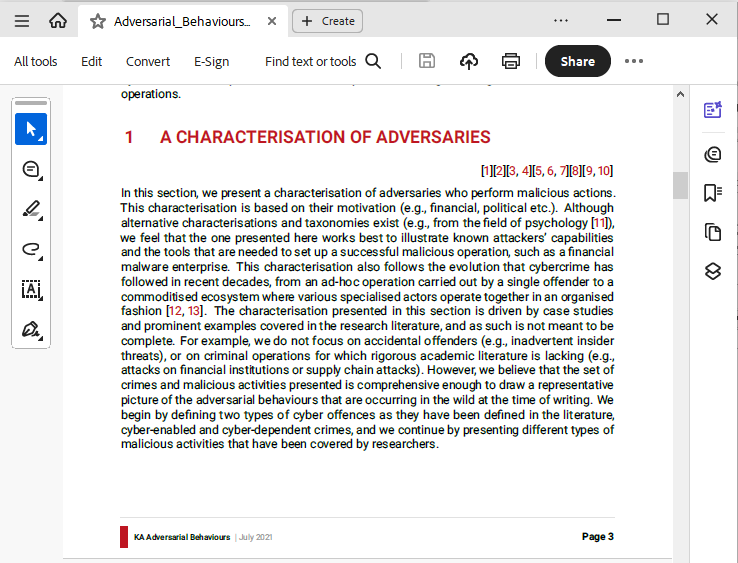 Adversarial_Behaviours...
Create
All tools
Edit
Convert
E-Sign
Find text or tools
Share
operations.
1 A CHARACTERISATION OF ADVERSARIES
[1][2][3, 4][5, 6, 7][8][9, 10]
In this section, we present a characterisation of adversaries who perform malicious actions.
This characterisation is based on their motivation (e.g., financial, political etc.). Although
alternative characterisations and taxonomies exist (e.g., from the field of psychology [11]),
we feel that the one presented here works best to illustrate known attackers' capabilities
and the tools that are needed to set up a successful malicious operation, such as a financial
malware enterprise. This characterisation also follows the evolution that cybercrime has
followed in recent decades, from an ad-hoc operation carried out by a single offender to a
commoditised ecosystem where various specialised actors operate together in an organised
fashion [12, 13]. The characterisation presented in this section is driven by case studies
and prominent examples covered in the research literature, and as such is not meant to be
complete. For example, we do not focus on accidental offenders (e.g., inadvertent insider
threats), or on criminal operations for which rigorous academic literature is lacking (e.g.,
attacks on financial institutions or supply chain attacks). However, we believe that the set of
crimes and malicious activities presented is comprehensive enough to draw a representative
picture of the adversarial behaviours that are occurring in the wild at the time of writing. We
begin by defining two types of cyber offences as they have been defined in the literature,
cyber-enabled and cyber-dependent crimes, and we continue by presenting different types of
malicious activities that have been covered by researchers.
KA Adversarial Behaviours | July 2021
Page 3